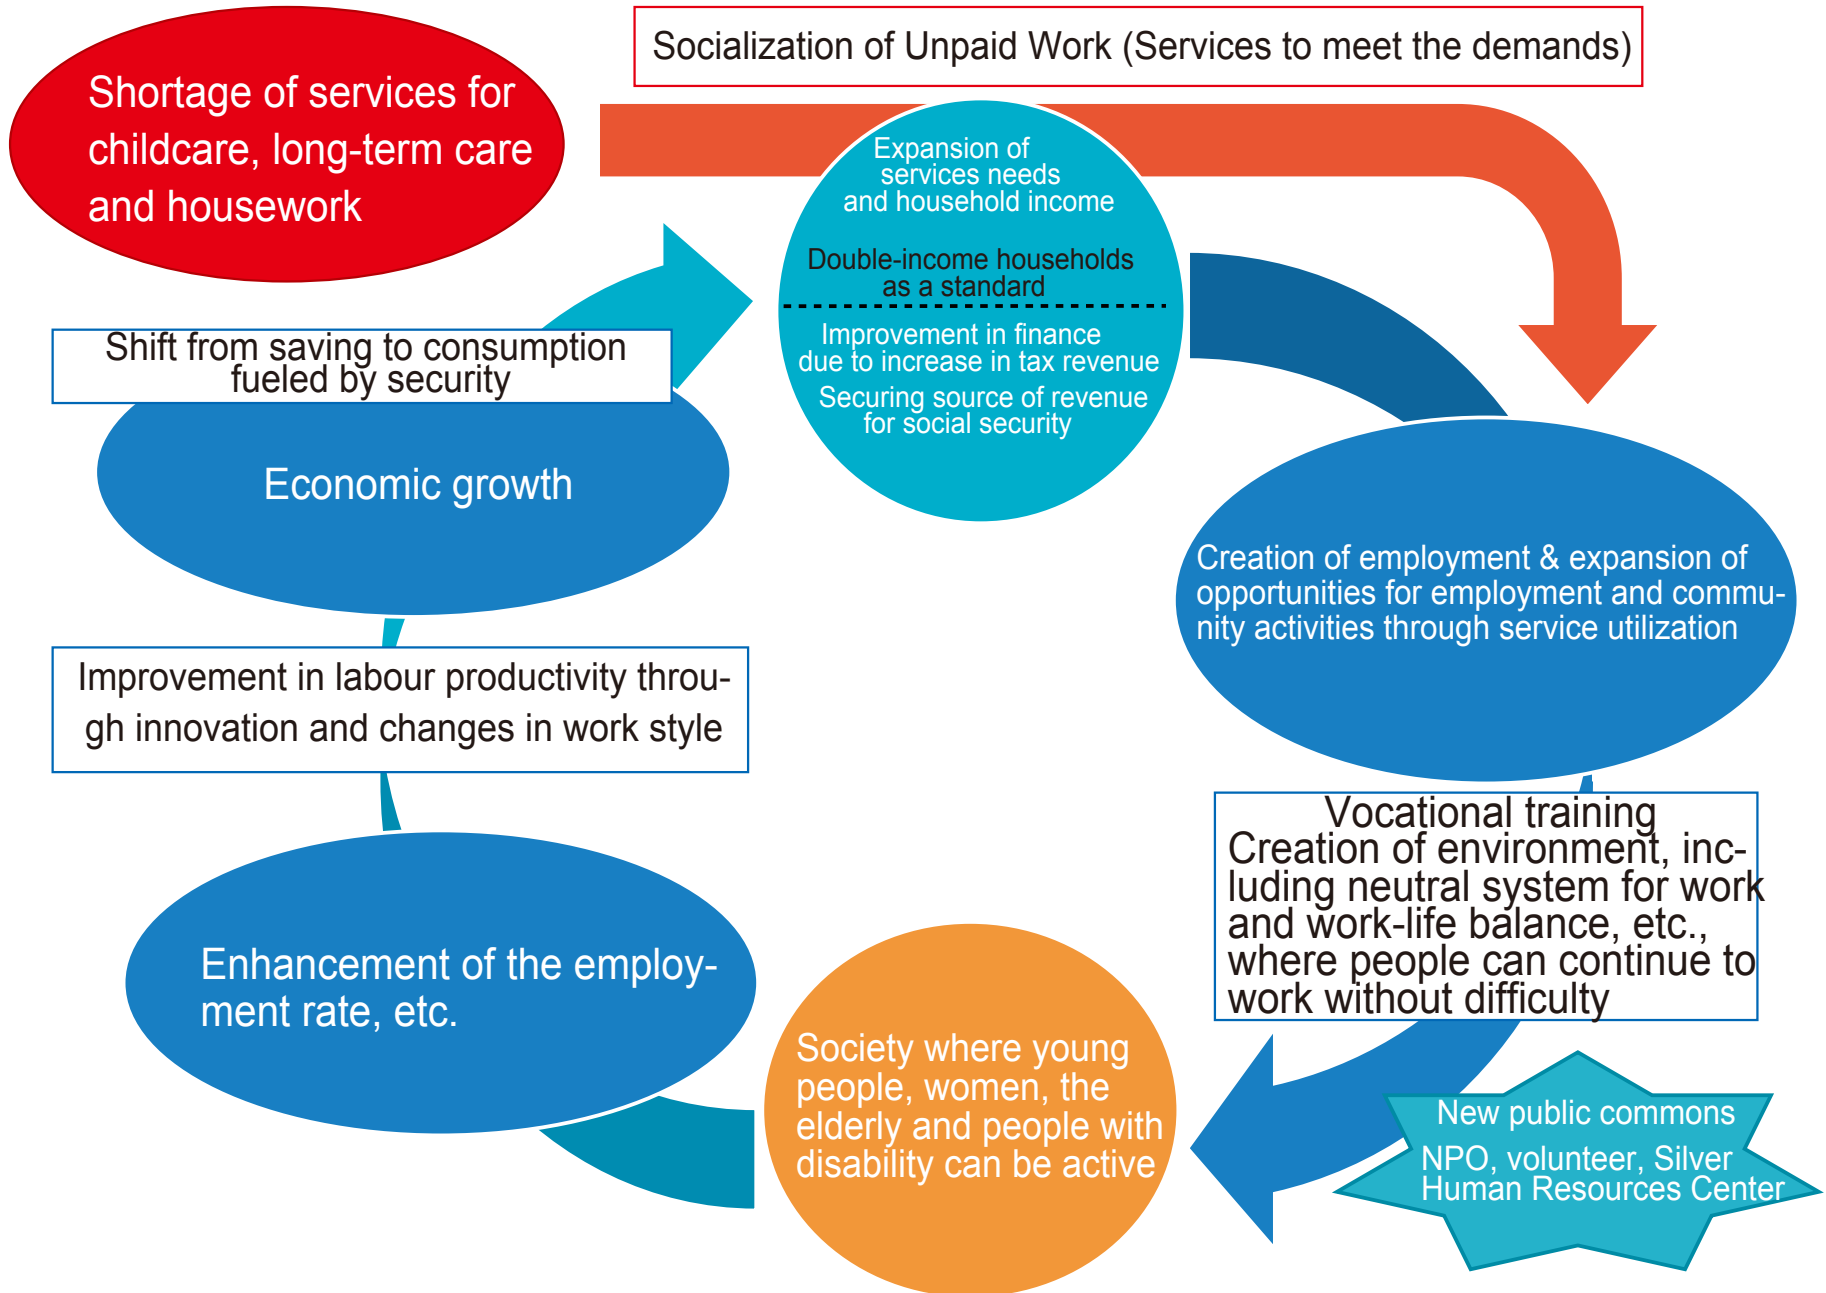 Socialization of Unpaid Work (Services to meet the demands)
Shortage of services for
childcare, long-term care
and housework
Expansion of
services needs
and household income
Double-income households
as a standard
Improvement in finance
due to increase in tax revenue
Securing source of revenue
for social security
Shift from saving to consumption
fueled by security
Economic growth
Creation of employment & expansion of
opportunities for employment and commu-
nity activities through service utilization
Improvement in labour productivity throu-
gh innovation and changes in work style
Vocational training
Creation of environment, inc-
luding neutral system for work
and work-life balance, etc.,
where people can continue to
work without difficulty
Enhancement of the employ-
ment rate, etc.
Society where young
people, women, the
elderly and people with
disability can be active
New public commons
NPO, volunteer, Silver
Human Resources Center